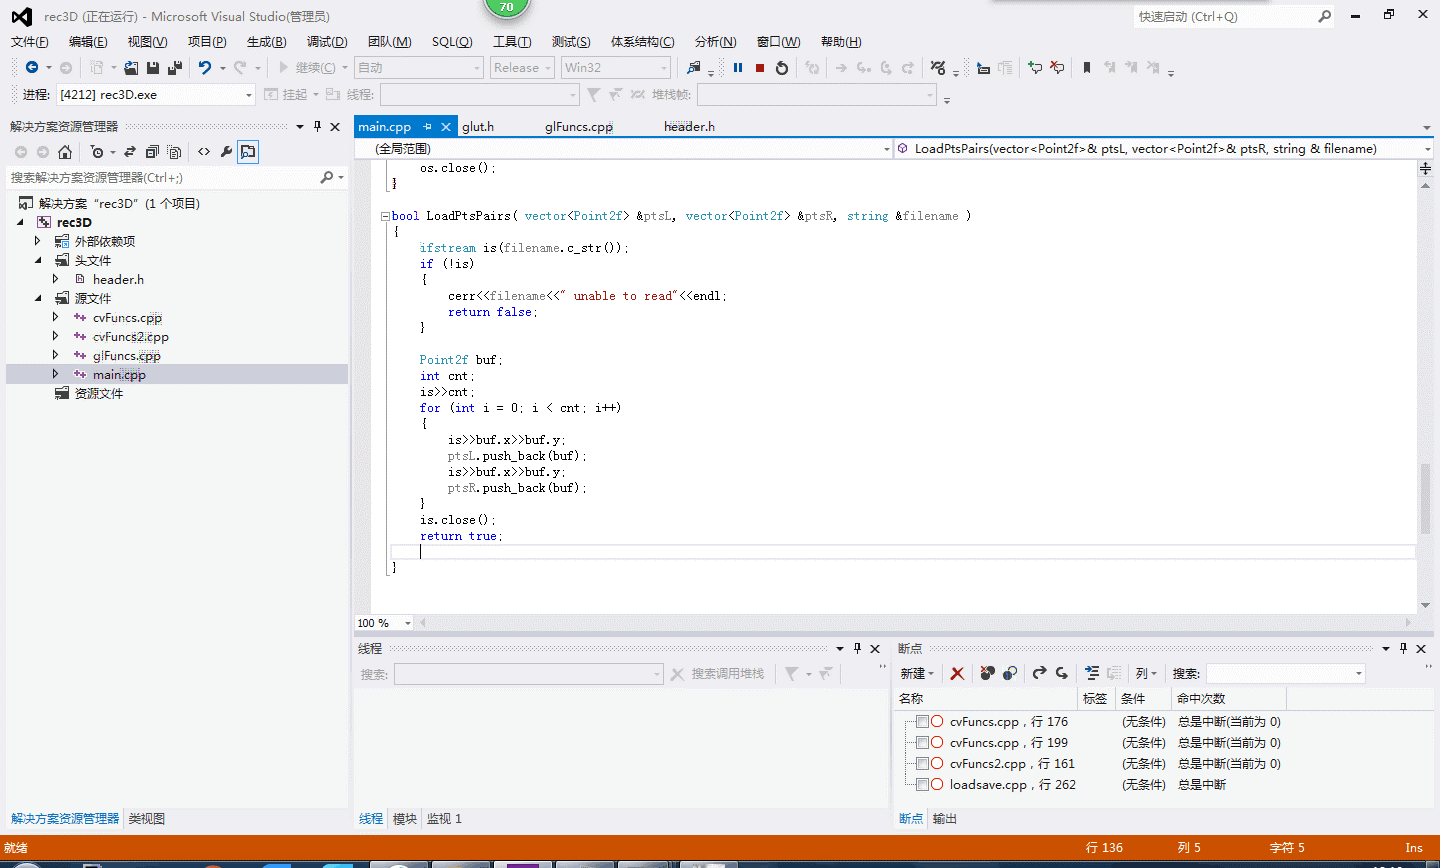 70
rec3D (正在运行) - Microsoft Visual Studio(管理员)
快速启动 (Ctrl+Q)
文件(F) 编辑(E) 视图(V) 项目(P) 生成(B) 调试(D) 团队(M) SQL(Q) 工具(T) 测试(S) 体系结构(C) 分析(N) 窗口(W) 帮助(H)
继续(C) 自动 Release Win32
进程: [4212] rec3D.exe 挂起 线程: 堆栈帧:
解决方案资源管理器
搜索解决方案资源管理器(Ctrl+;)
解决方案 "rec3D" (1 个项目)
rec3D
外部依赖项
头文件
header.h
源文件
cvFuncs.cpp
cvFuncs2.cpp
glFuncs.cpp
main.cpp
资源文件
解决方案资源管理器 类视图
main.cpp glut.h glFuncs.cpp header.h
(全局范围) LoadPtsPairs(vector<Point2f>& ptsL, vector<Point2f>& ptsR, string & filename)
os.close();
}
bool LoadPtsPairs( vector<Point2f> &ptsL, vector<Point2f> &ptsR, string &filename )
{
ifstream is(filename.c_str());
if (!is)
{
cerr<<filename<<" unable to read"<<endl;
return false;
}
Point2f buf;
int cnt;
is>>cnt;
for (int i = 0; i < cnt; i++)
{
is>>buf.x>>buf.y;
ptsL.push_back(buf);
is>>buf.x>>buf.y;
ptsR.push_back(buf);
}
is.close();
return true;
}
100 %
线程
搜索: 搜索调用堆栈
线程 模块 监视 1
断点
新建 列 搜索:
名称 标签 条件 命中次数
cvFuncs.cpp，行 176 (无条件) 总是中断(当前为 0)
cvFuncs.cpp，行 199 (无条件) 总是中断(当前为 0)
cvFuncs2.cpp，行 161 (无条件) 总是中断(当前为 0)
loadsave.cpp，行 262 (无条件) 总是中断
断点 输出
就绪 行 136 列 5 字符 5 Ins